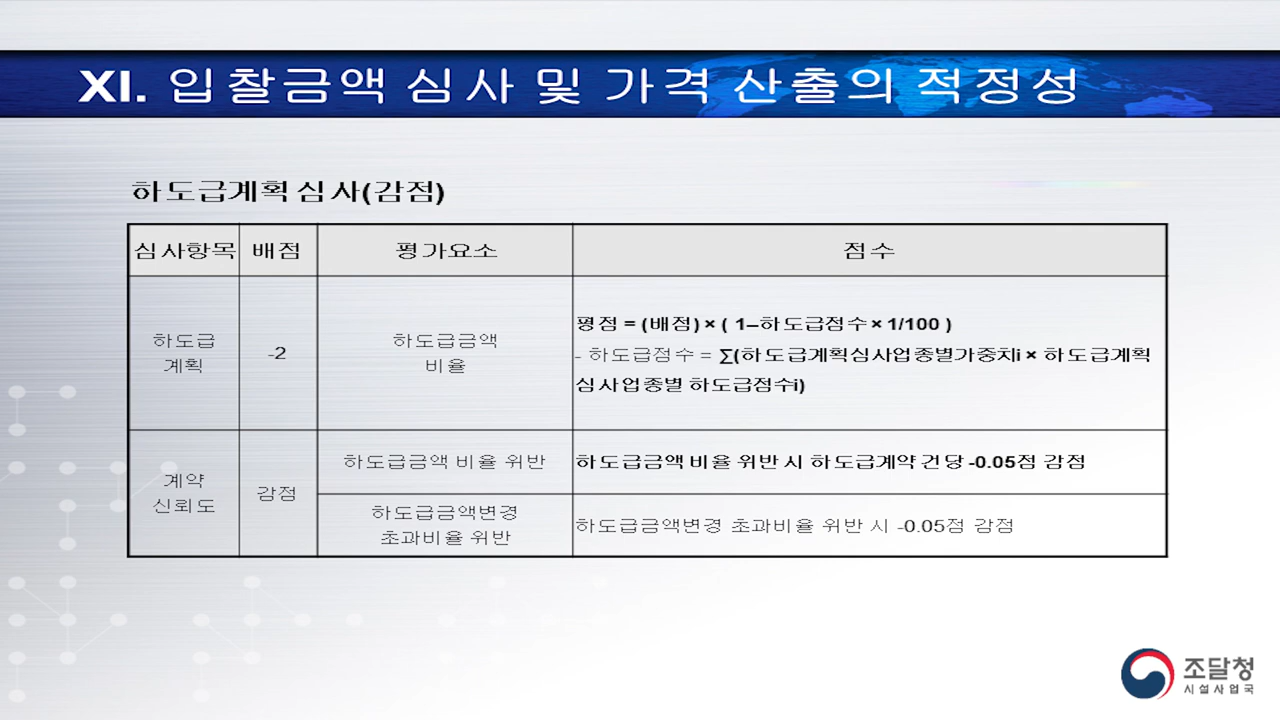 XI. 입찰금액 심사 및 가격 산출의 적정성
하도급계획 심사(감점)
심사항목 배점 평가요소 점수
하도급
계획
-2
하도급금액
비율
평점 = (배점) × ( 1–하도급점수 × 1/100 )
- 하도급점수 = ∑(하도급계획심사업종별가중치i × 하도급계획
심사업종별 하도급점수i)
계약
신뢰도
감점
하도급금액 비율 위반
하도급금액 비율 위반 시 하도급계약 건당 -0.05점 감점
하도급금액변경
초과비율 위반
하도급금액변경 초과비율 위반 시 -0.05점 감점
조달청
시설사업국